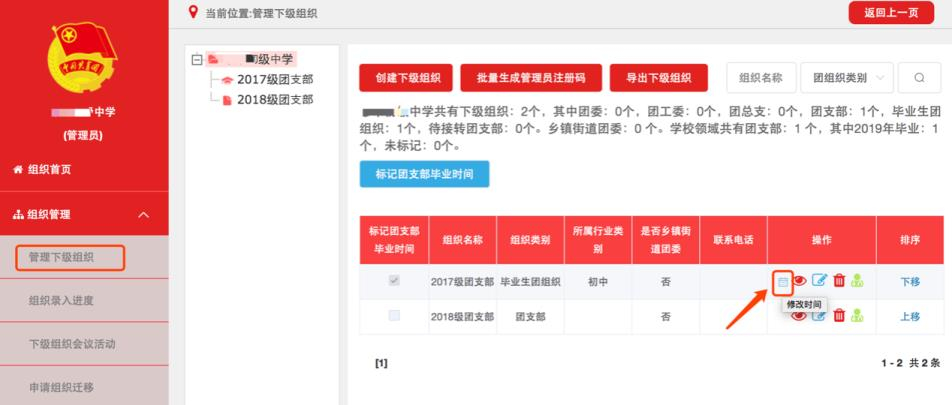 当前位置:管理下级组织
返回上一页
中学
(管理员)
组织首页
组织管理
管理下级组织
组织录入进度
下级组织会议活动
申请组织迁移
级中学
2017级团支部
2018级团支部
创建下级组织
批量生成管理员注册码
导出下级组织
组织名称
团组织类别
中学共有下级组织：2个，其中团委：0个，团工委：0个，团总支：0个，团支部：1个，毕业生团
组织：1个，待接转团支部：0个。乡镇街道团委：0 个。学校领域共有团支部：1 个，其中2019年毕业：1
个，未标记：0个。
标记团支部毕业时间
标记团支部
毕业时间
组织名称
组织类别
所属行业类
别
是否乡镇街
道团委
联系电话
操作
排序
2017级团支部 毕业生团组织 初中 否 下移
修改时间
2018级团支部 团支部 否 上移
[1]
1 - 2 共 2 条